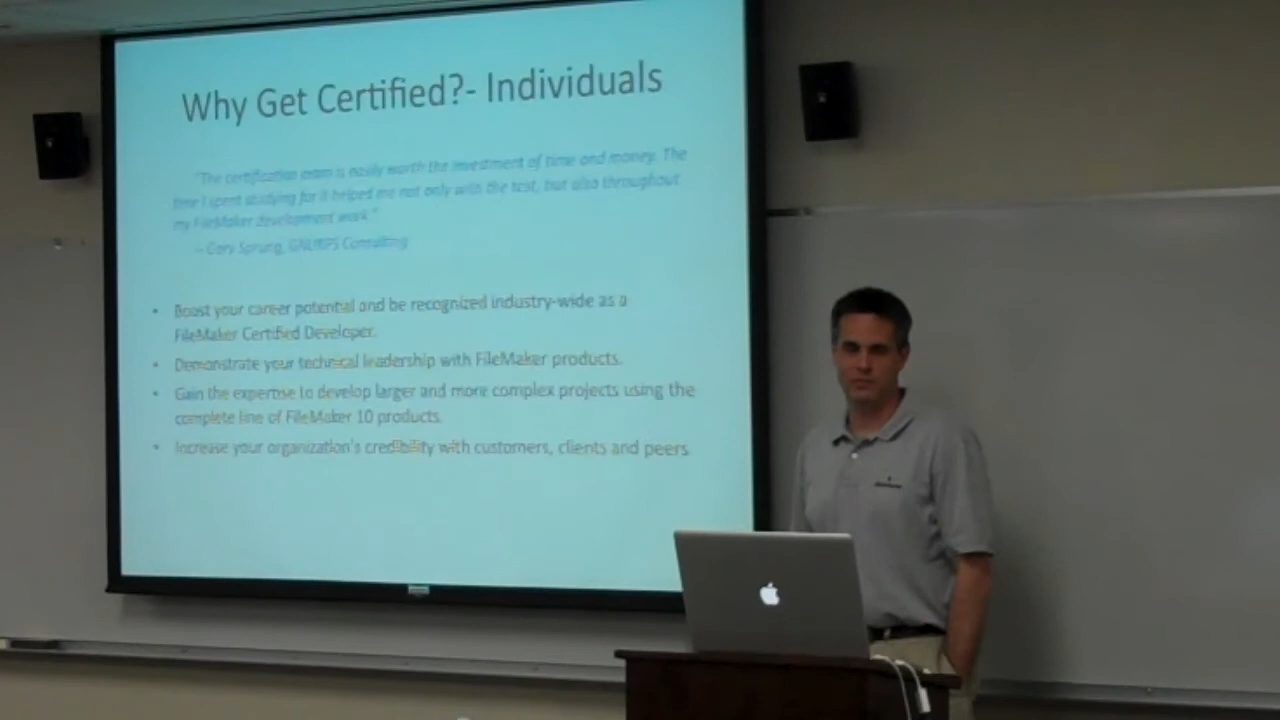 Why Get Certified?- Individuals
"The certification exam is easily worth the investment of time and money. The
time I spent studying for it helped me not only with the test, but also throughout
my FileMaker development work."
-- Gary Sprung, Consulting
• Boost your career potential and be recognized industry-wide as a
FileMaker Certified Developer.
• Demonstrate your technical leadership with FileMaker products.
• Gain the expertise to develop larger and more complex projects using the
complete line of FileMaker 10 products.
• Increase your organization's credibility with customers, clients and peers